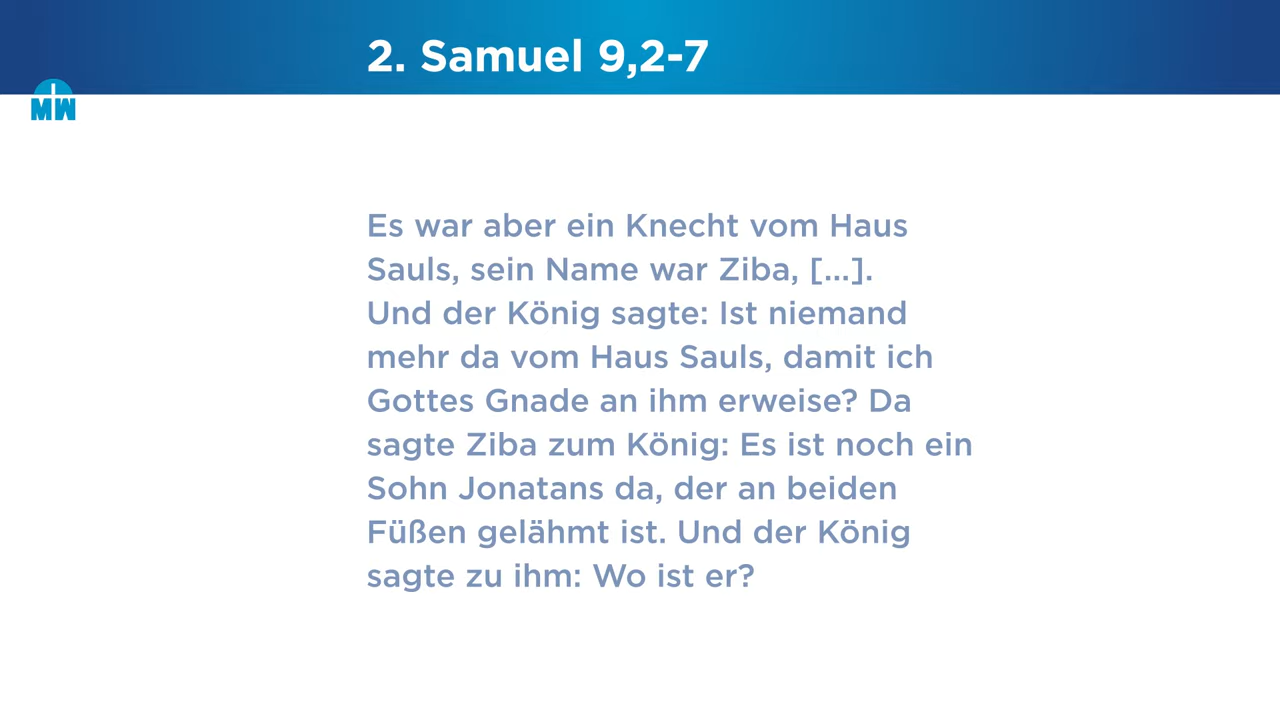 2. Samuel 9,2-7
MW
Es war aber ein Knecht vom Haus
Sauls, sein Name war Ziba, [...].
Und der König sagte: Ist niemand
mehr da vom Haus Sauls, damit ich
Gottes Gnade an ihm erweise? Da
sagte Ziba zum König: Es ist noch ein
Sohn Jonatans da, der an beiden
Füßen gelähmt ist. Und der König
sagte zu ihm: Wo ist er?